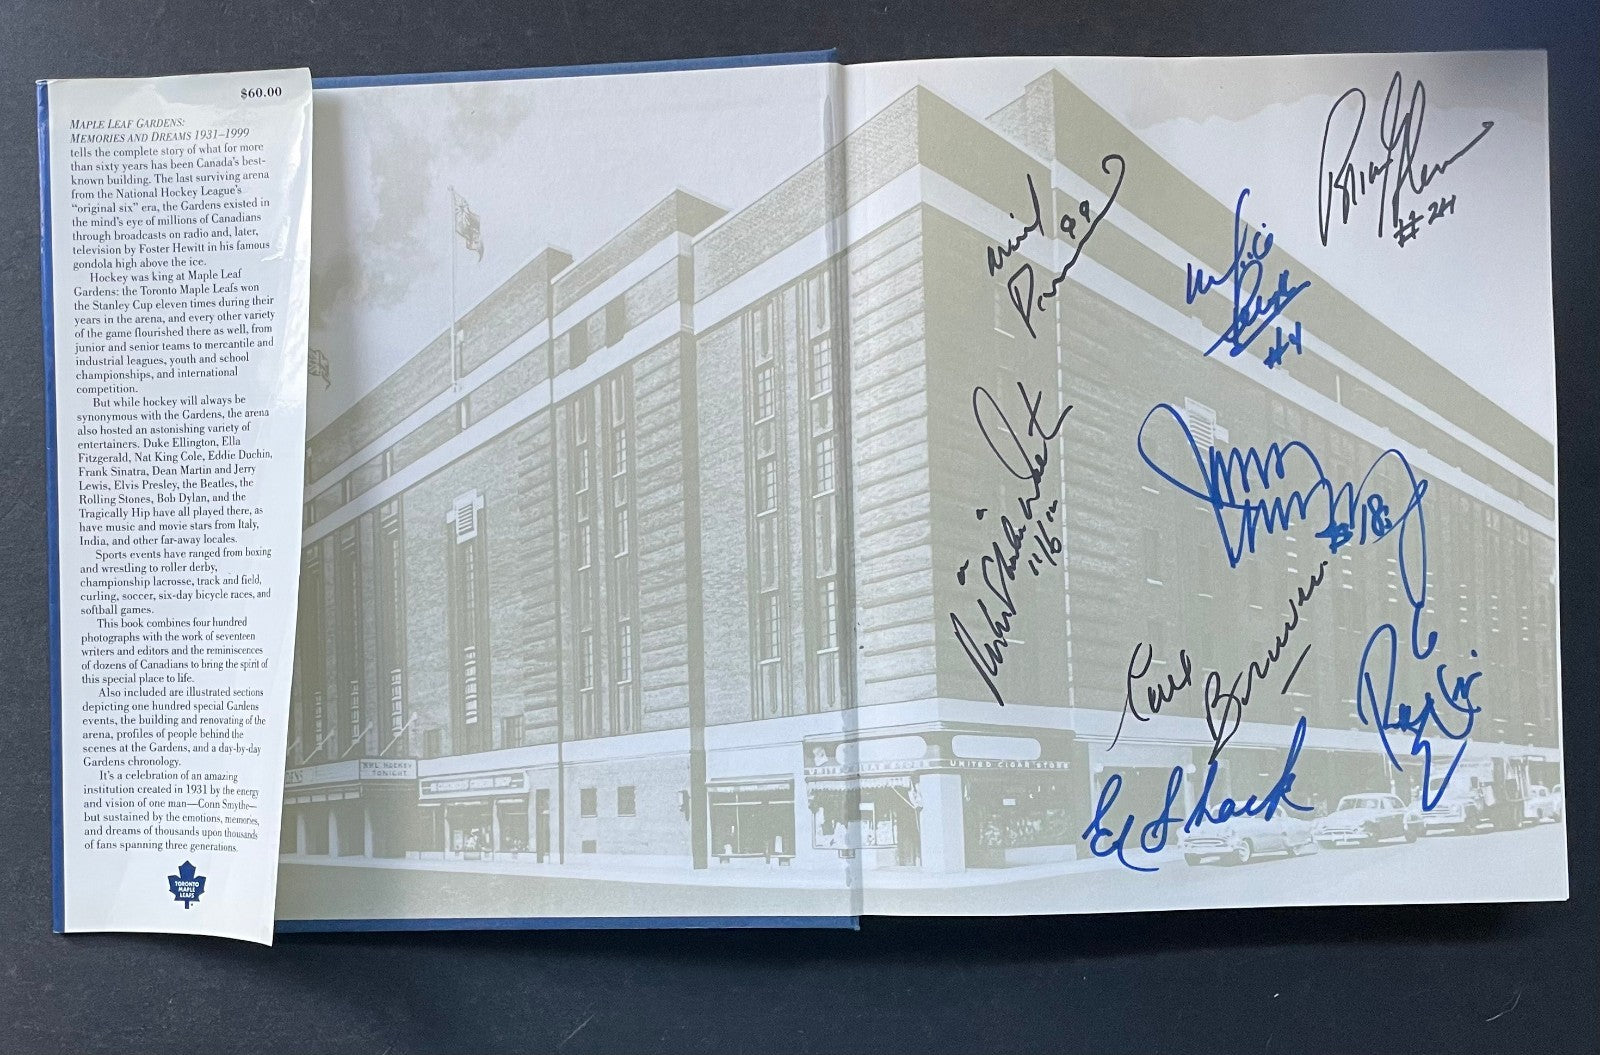 $60.00
MAPLE LEAF GARDENS:
MEMORIES AND DREAMS 1931–1999
tells the complete story of what for more
than sixty years has been Canada's best-
known building. The last surviving arena
from the National Hockey League's
"original six" era, the Gardens existed in
the mind's eye of millions of Canadians
through broadcasts on radio and, later,
television by Foster Hewitt in his famous
gondola high above the ice.
Hockey was king at Maple Leaf
Gardens: the Toronto Maple Leafs won
the Stanley Cup eleven times during their
years in the arena, and every other variety
of the game flourished there as well, from
junior and senior teams to mercantile and
industrial leagues, youth and school
championships, and international
competition.
But while hockey will always be
synonymous with the Gardens, the arena
also hosted an astonishing variety of
entertainers. Duke Ellington, Ella
Fitzgerald, Nat King Cole, Eddie Duchin,
Frank Sinatra, Dean Martin and Jerry
Lewis, Elvis Presley, the Beatles, the
Rolling Stones, Bob Dylan, and the
Tragically Hip have all played there, as
have music and movie stars from Italy,
India, and other far-away locales.
Sports events have ranged from boxing
and wrestling to roller derby,
championship lacrosse, track and field,
curling, soccer, six-day bicycle races, and
softball games.
This book combines four hundred
photographs with the work of seventeen
writers and editors and the reminiscences
of dozens of Canadians to bring the spirit of
this special place to life.
Also included are illustrated sections
depicting one hundred special Gardens
events, the building and renovating of the
arena, profiles of people behind the
scenes at the Gardens, and a day-by-day
Gardens chronology.
It's a celebration of an amazing
institution created in 1931 by the energy
and vision of one man—Conn Smythe—
but sustained by the emotions, memories,
and dreams of thousands upon thousands
of fans spanning three generations.
TORONTO
MAPLE
LEAFS
NHL HOCKEY
TONIGHT
UNITED CIGAR STORE
#24
99
#4
18
11/6/12
Carl
Ed Shack